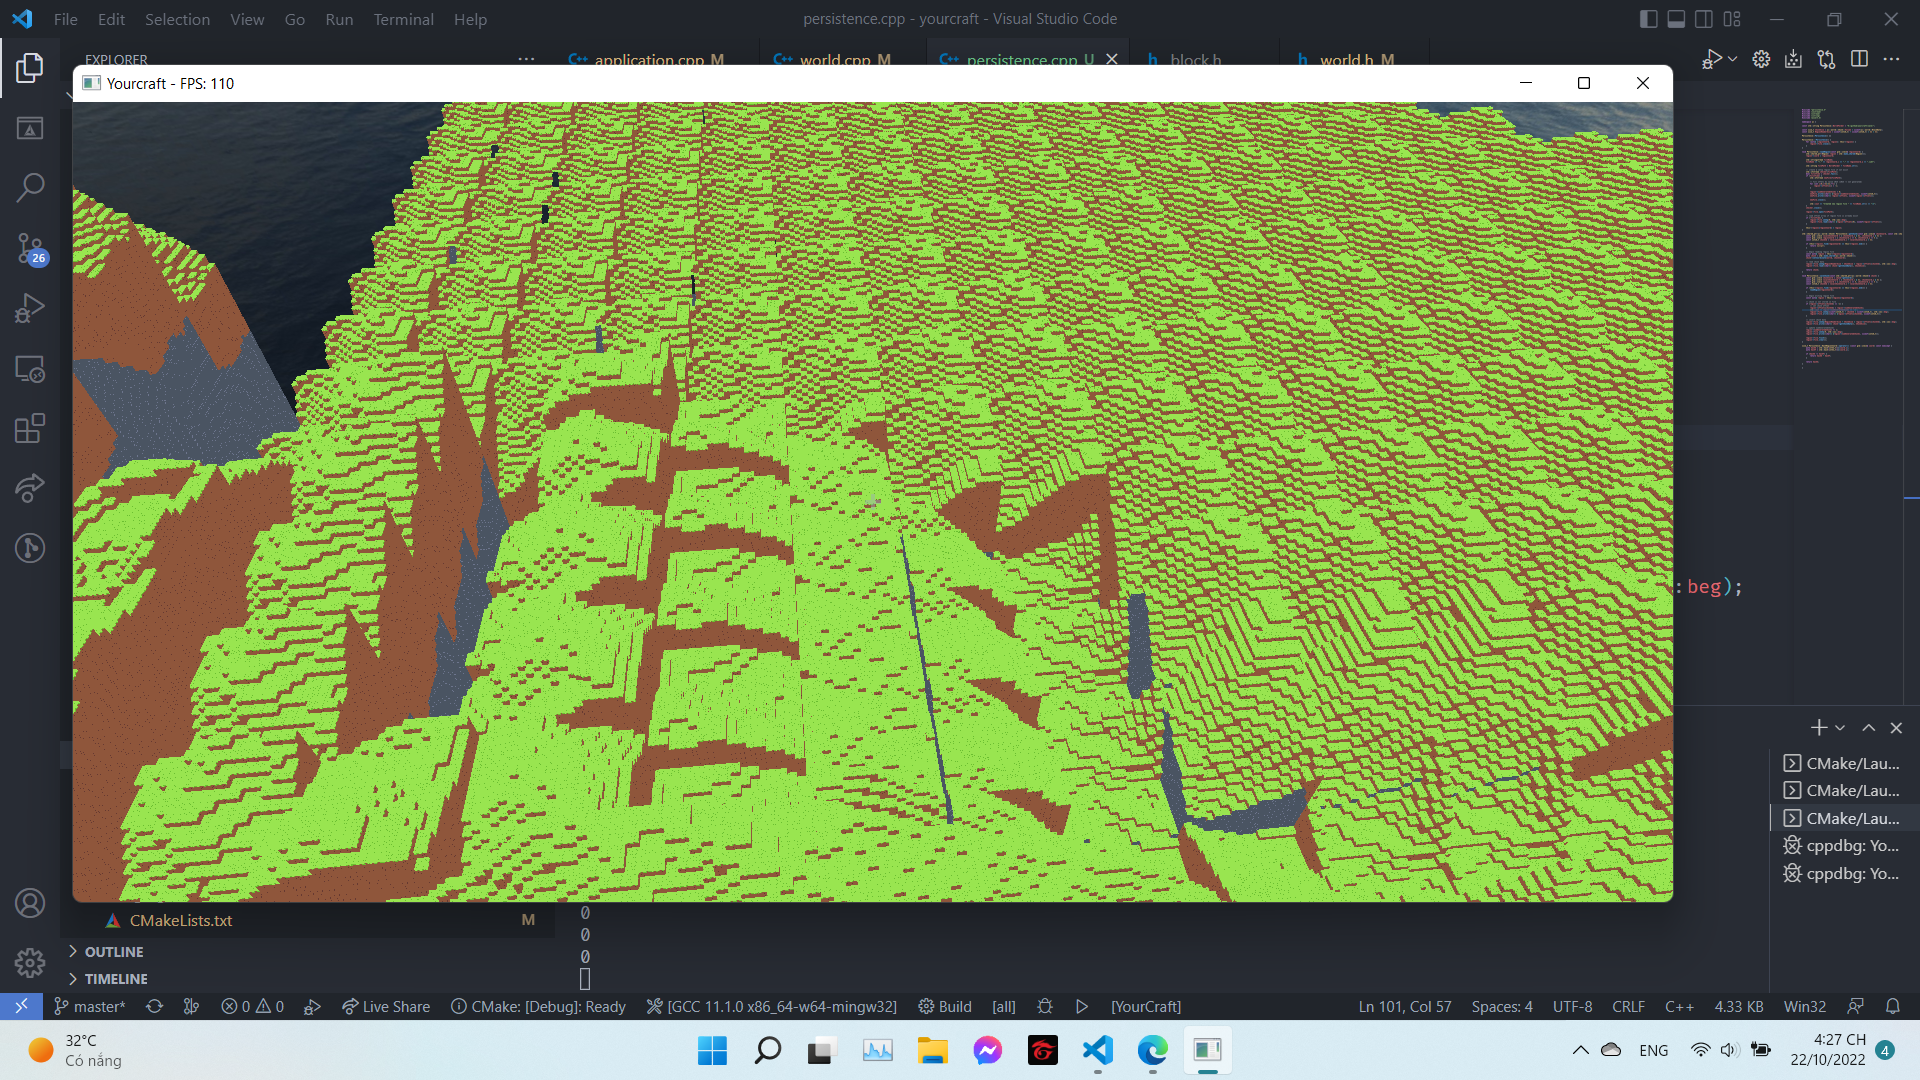 File Edit Selection View Go Run Terminal Help
persistence.cpp - yourcraft - Visual Studio Code
EXPLORER
application.cpp M
world.cpp M
persistence.cpp U
block.h
world.h M
Yourcraft - FPS: 110
26
:beg);
CMake/Lau...
CMake/Lau...
CMake/Lau...
cppdbg: Yo...
cppdbg: Yo...
CMakeLists.txt M
0
0
0
OUTLINE
TIMELINE
master* 0 0 Live Share CMake: [Debug]: Ready [GCC 11.1.0 x86_64-w64-mingw32] Build [all] [YourCraft] Ln 101, Col 57 Spaces: 4 UTF-8 CRLF C++ 4.33 KB Win32
32°C
Có nắng
ENG
4:27 CH
22/10/2022
4